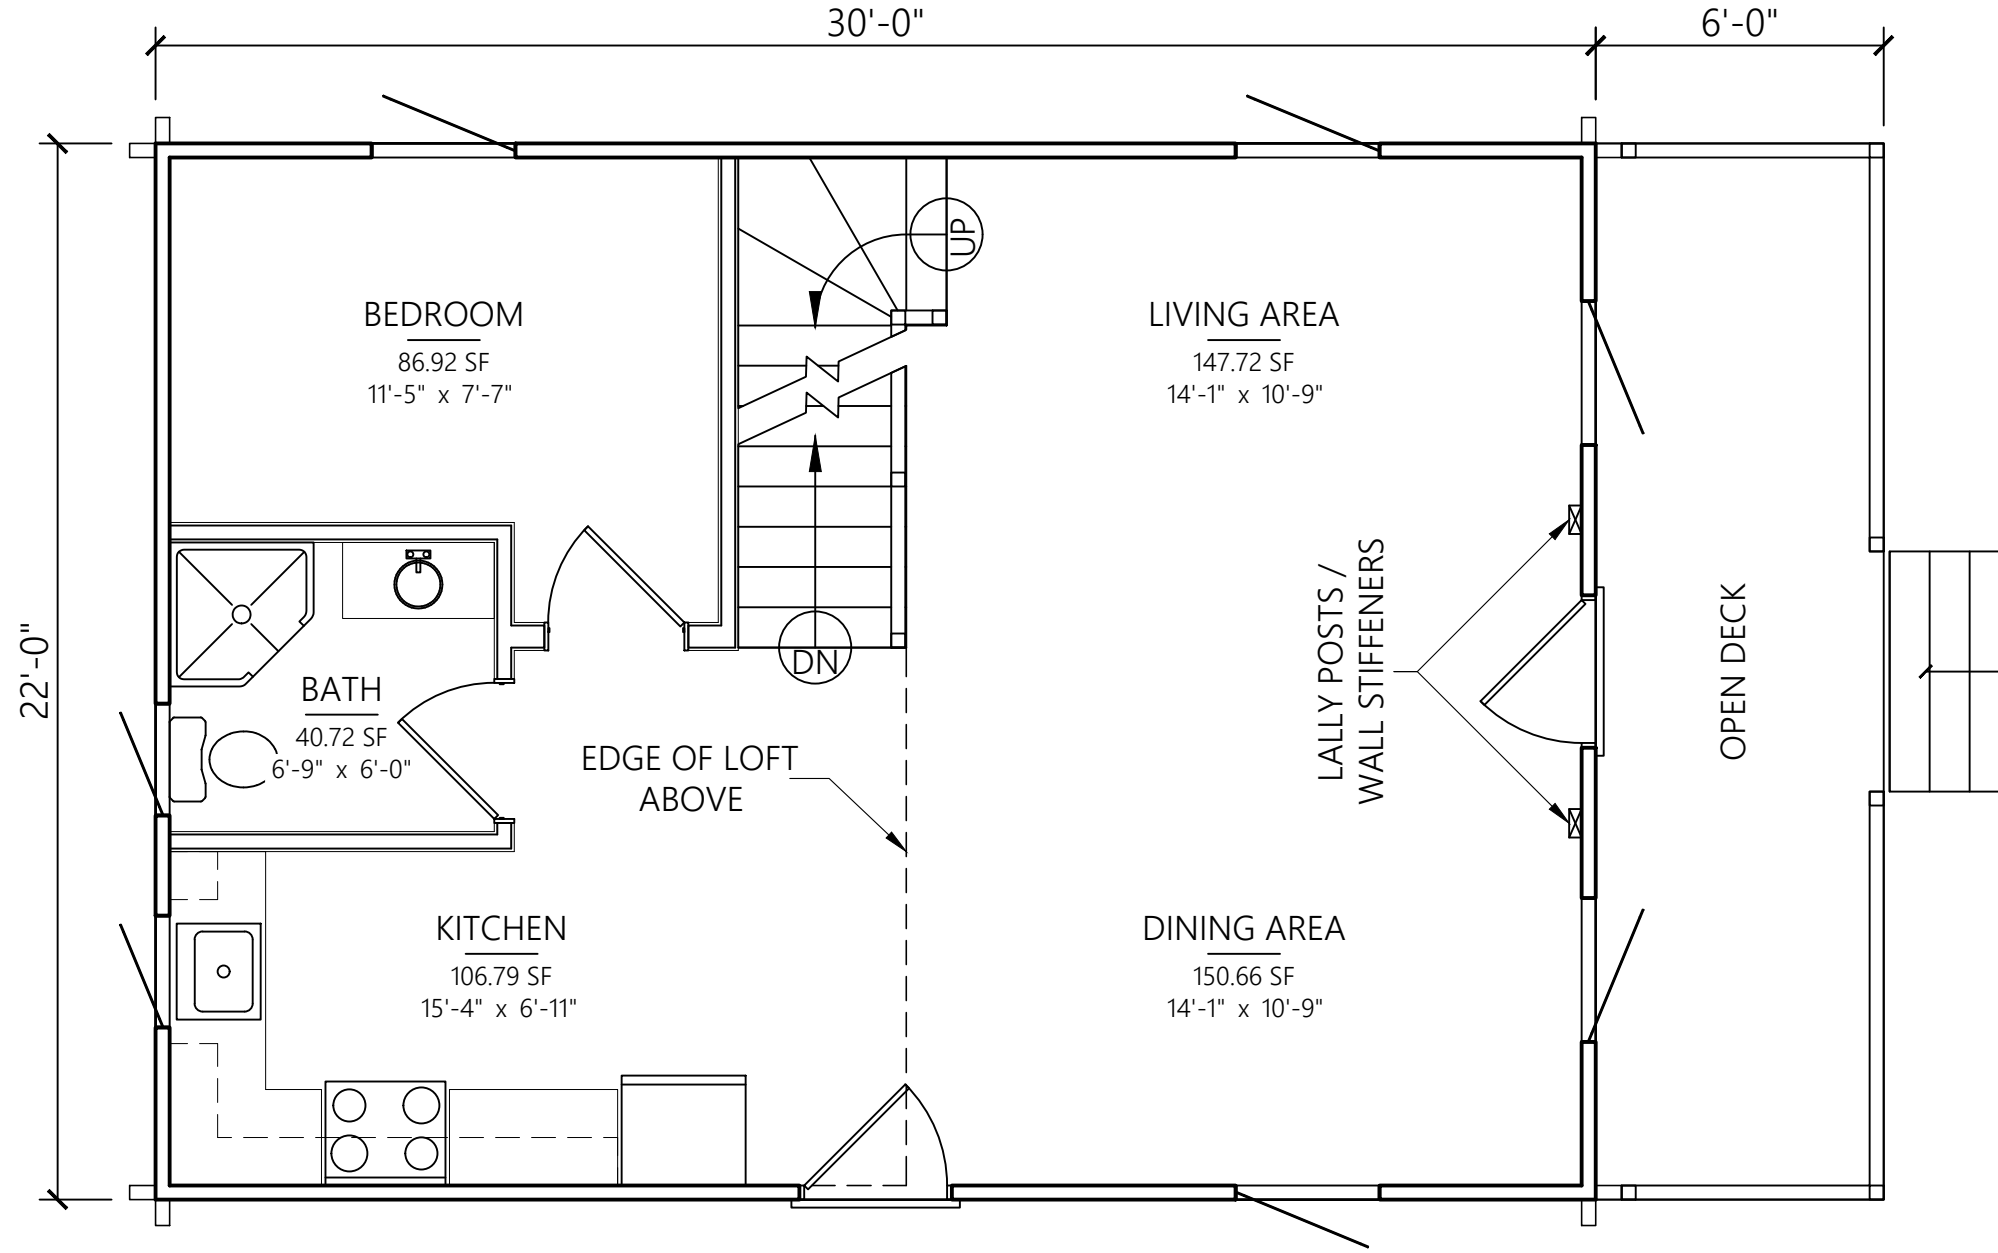 30'-0"
6'-0"
22'-0"
BEDROOM
86.92 SF
11'-5" x 7'-7"
UP
LIVING AREA
147.72 SF
14'-1" x 10'-9"
DN
BATH
40.72 SF
6'-9" x 6'-0"
EDGE OF LOFT
ABOVE
LALLY POSTS /
WALL STIFFENERS
OPEN DECK
KITCHEN
106.79 SF
15'-4" x 6'-11"
DINING AREA
150.66 SF
14'-1" x 10'-9"